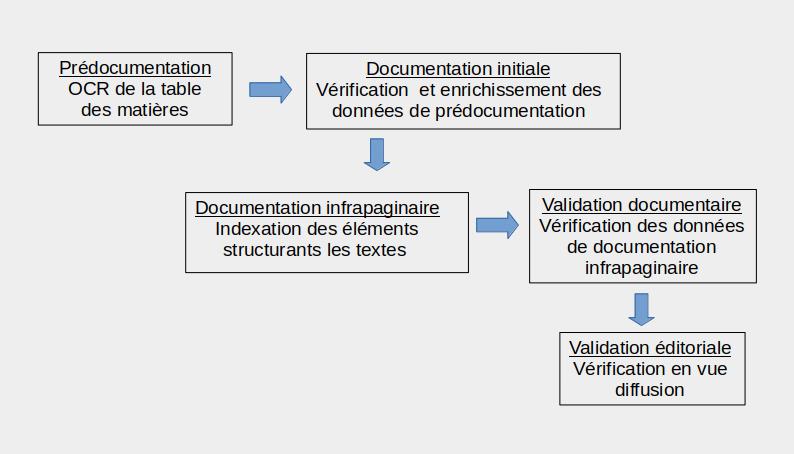 Prédocumentation
OCR de la table
des matières
Documentation initiale
Vérification  et enrichissement des
données de prédocumentation
Documentation infrapaginaire
Indexation des éléments
structurants les textes
Validation documentaire
Vérification des données
de documentation
infrapaginaire
Validation éditoriale
Vérification en vue
diffusion